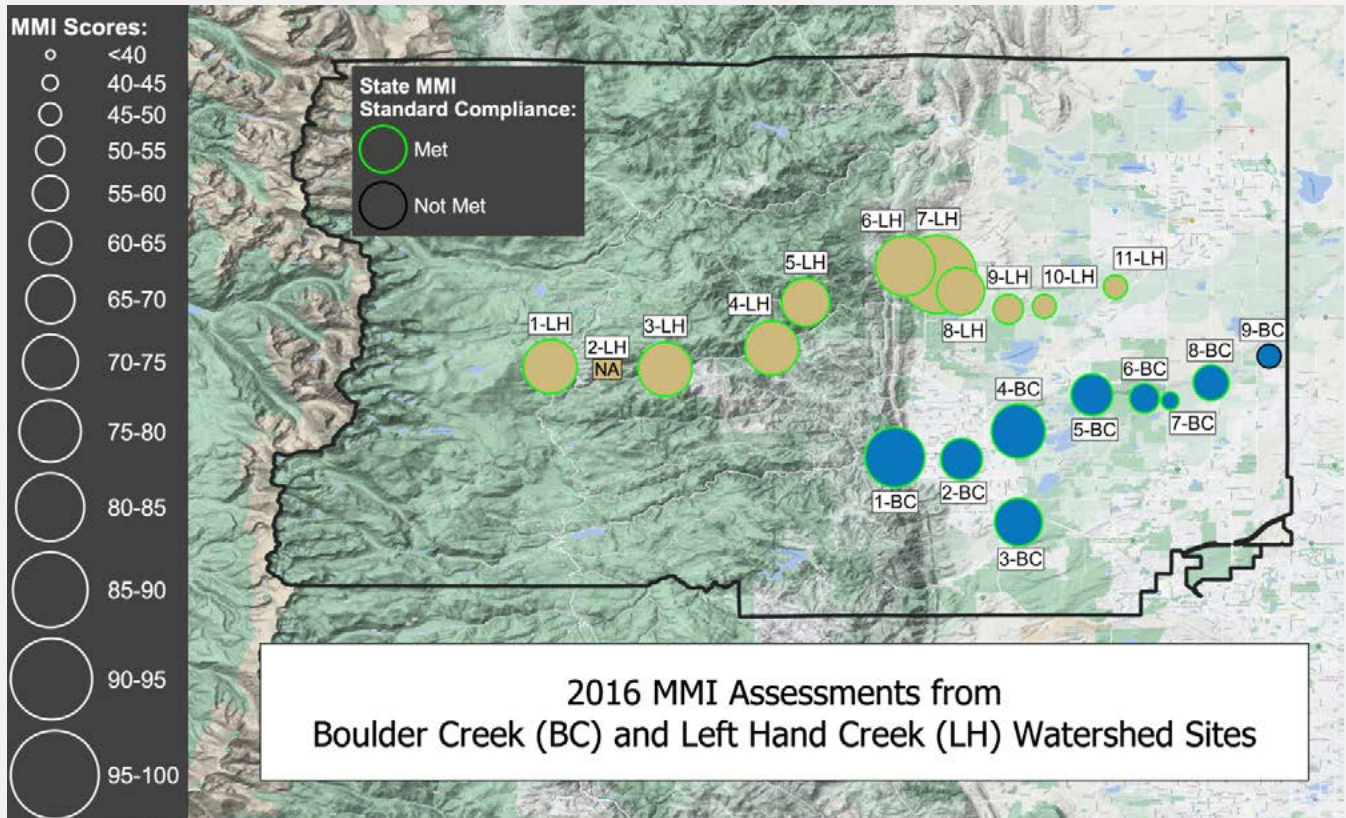 MMI Scores:
<40
40-45
45-50
50-55
55-60
60-65
65-70
70-75
75-80
80-85
85-90
90-95
95-100
State MMI
Standard Compliance:
Met
Not Met
1-LH
2-LH
NA
3-LH
4-LH
5-LH
6-LH
7-LH
8-LH
9-LH
10-LH
11-LH
1-BC
2-BC
3-BC
4-BC
5-BC
6-BC
7-BC
8-BC
9-BC
2016 MMI Assessments from
Boulder Creek (BC) and Left Hand Creek (LH) Watershed Sites